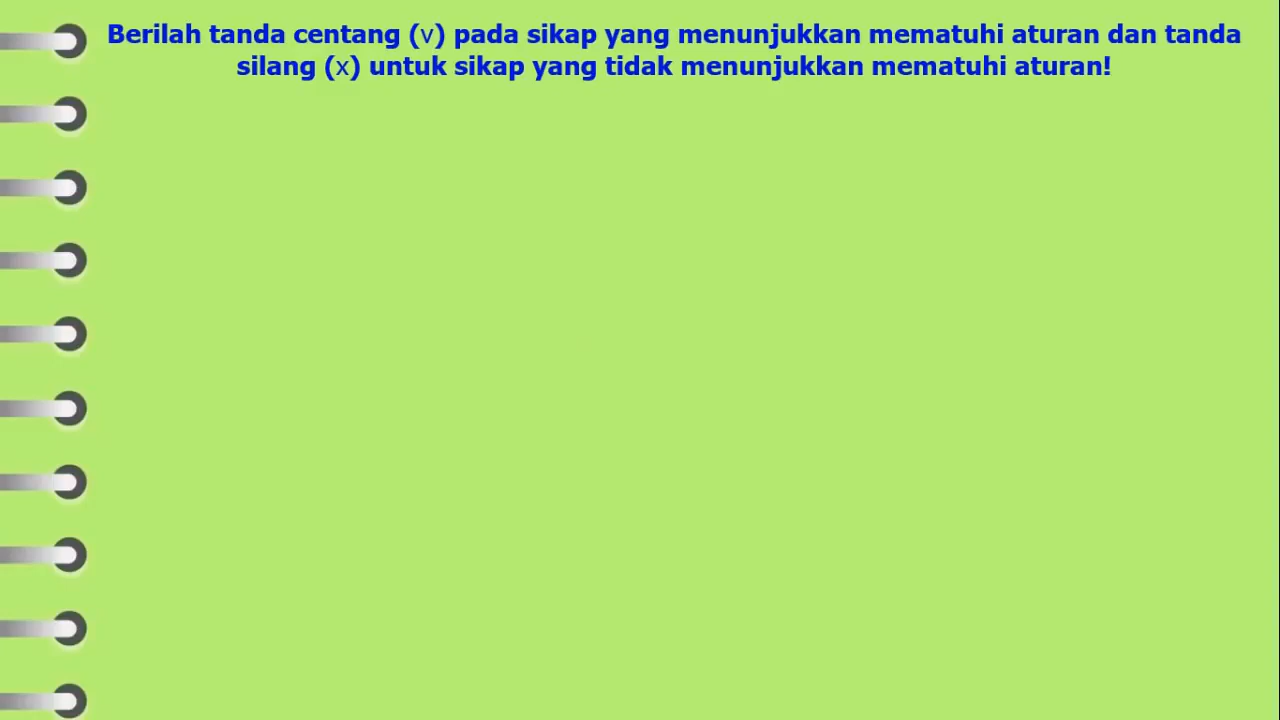 Berilah tanda centang (v) pada sikap yang menunjukkan mematuhi aturan dan tanda
silang (x) untuk sikap yang tidak menunjukkan mematuhi aturan!